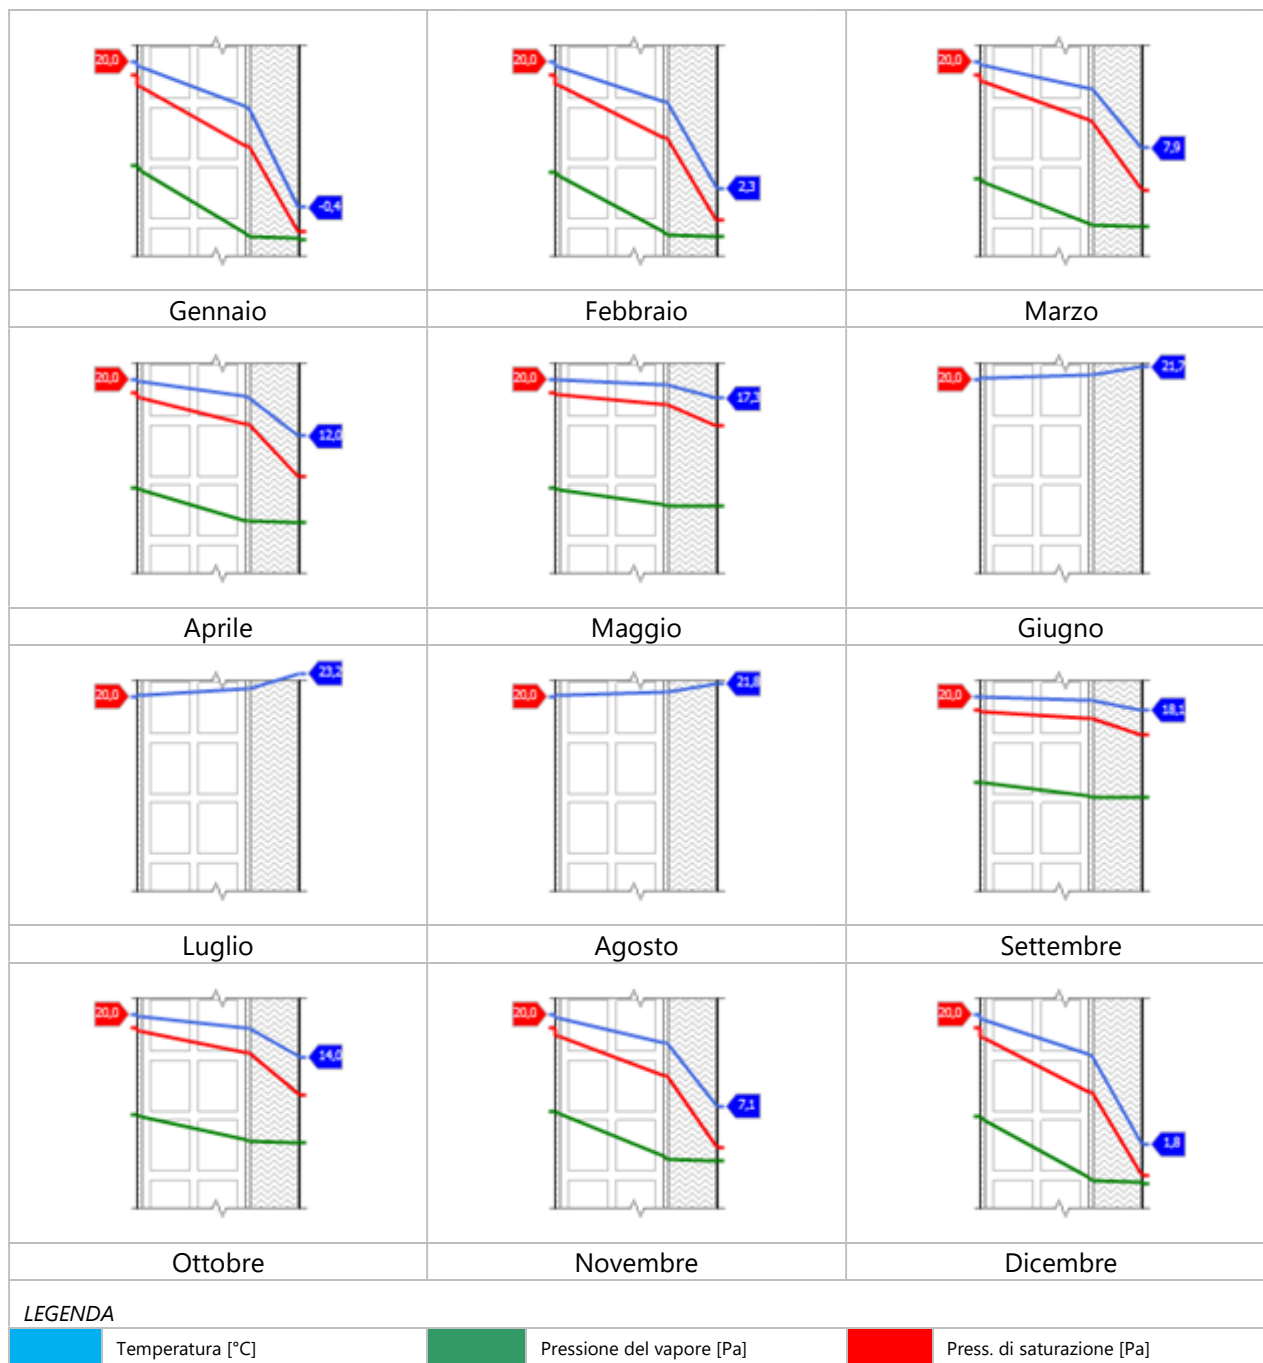 20,0
-0,4
20,0
2,3
20,0
7,9
Gennaio
Febbraio
Marzo
20,0
12,0
20,0
17,3
20,0
21,7
Aprile
Maggio
Giugno
20,0
23,2
20,0
21,8
20,0
18,1
Luglio
Agosto
Settembre
20,0
14,0
20,0
7,1
20,0
1,8
Ottobre
Novembre
Dicembre
LEGENDA
Temperatura [°C]
Pressione del vapore [Pa]
Press. di saturazione [Pa]